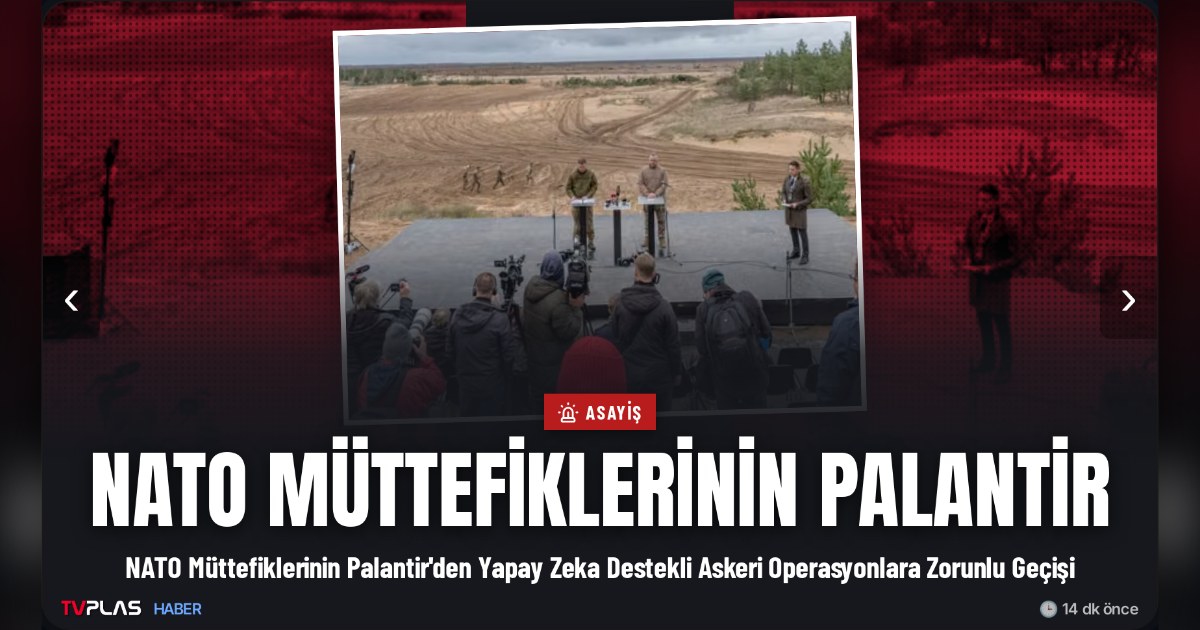 ASAYİŞ
NATO MÜTTEFİKLERİNİN PALANTİR
NATO Müttefiklerinin Palantir'den Yapay Zeka Destekli Askeri Operasyonlara Zorunlu Geçişi
TVPLAS HABER
14 dk önce